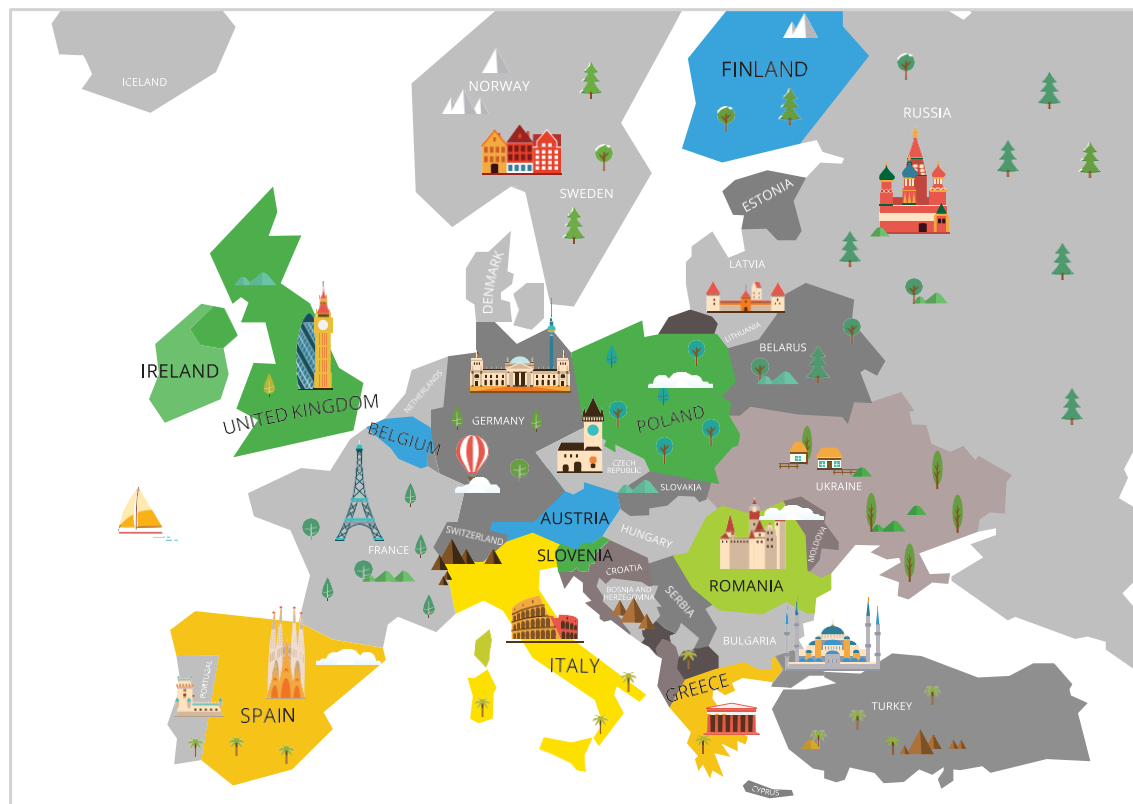 ICELAND
NORWAY
FINLAND
RUSSIA
SWEDEN
ESTONIA
LATVIA
DENMARK
LITHUANIA
BELARUS
IRELAND
UNITED KINGDOM
NETHERLANDS
GERMANY
POLAND
BELGIUM
CZECH
REPUBLIC
SLOVAKIA
UKRAINE
AUSTRIA
HUNGARY
MOLDOVA
SWITZERLAND
FRANCE
SLOVENIA
CROATIA
ROMANIA
BOSNIA AND
HERZEGOVINA
SERBIA
BULGARIA
ITALY
PORTUGAL
SPAIN
GREECE
TURKEY
CYPRUS